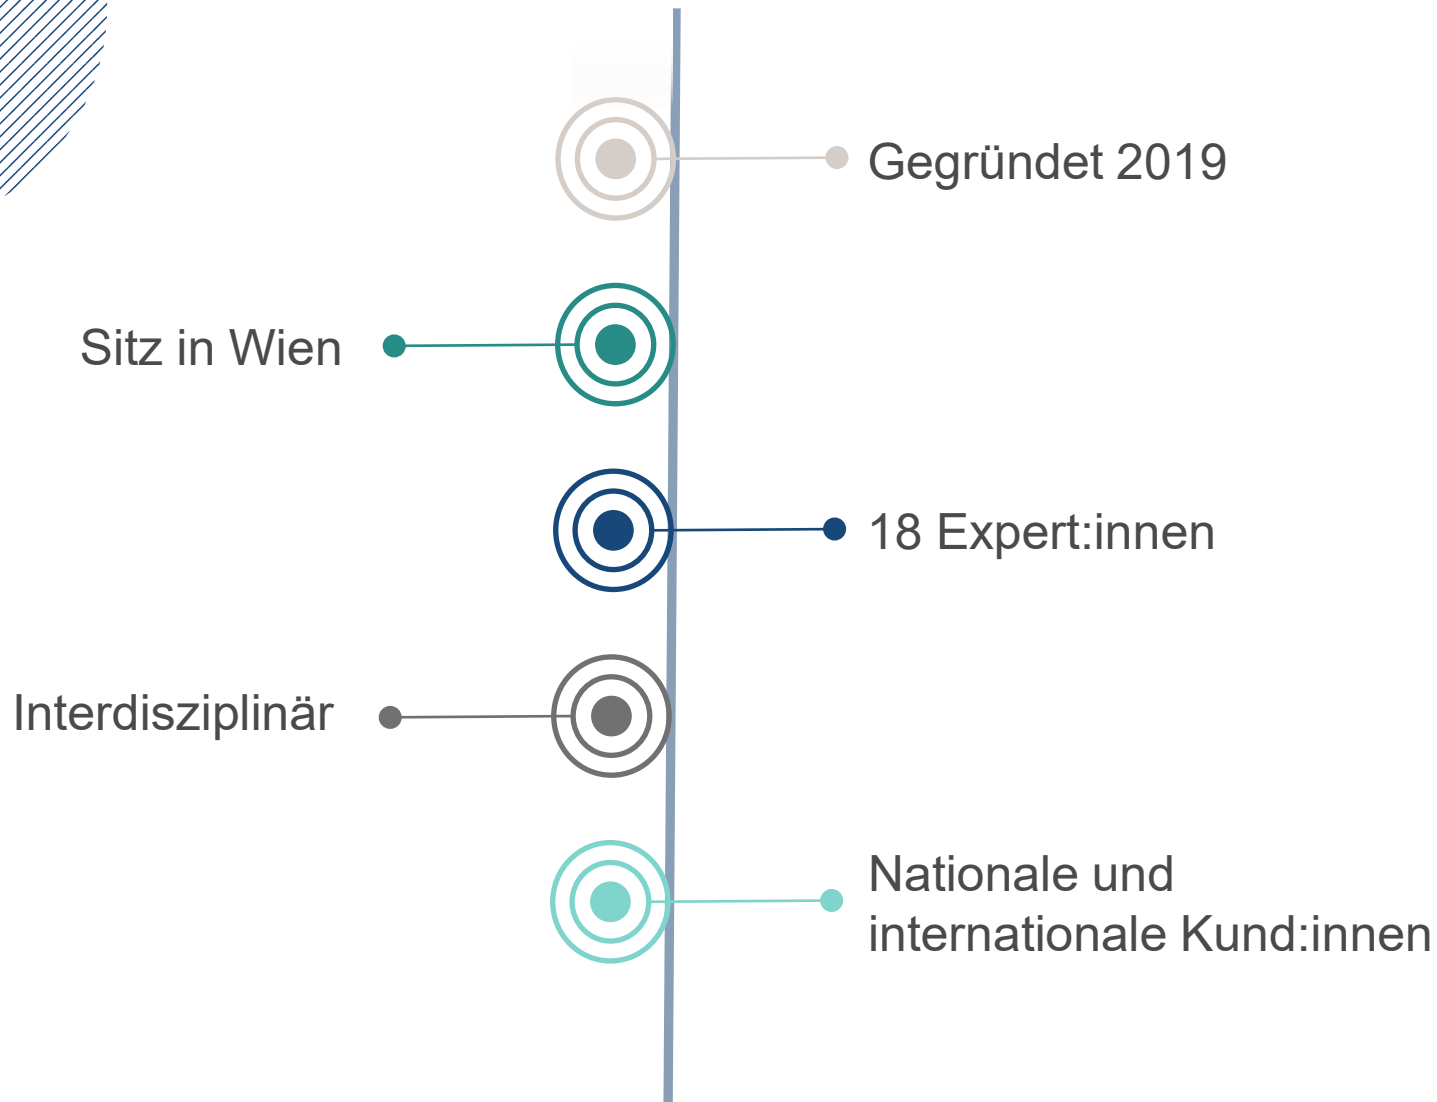 Gegründet 2019
Sitz in Wien
18 Expert:innen
Interdisziplinär
Nationale und
internationale Kund:innen